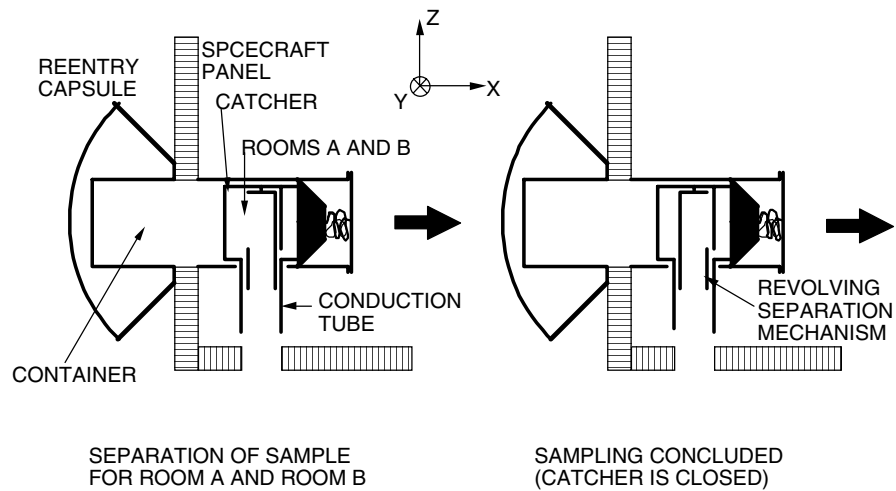 Z
SPCECRAFT
PANEL
REENTRY
CAPSULE
CATCHER
Y
X
ROOMS A AND B
CONDUCTION
TUBE
REVOLVING
SEPARATION
MECHANISM
CONTAINER
SEPARATION OF SAMPLE
FOR ROOM A AND ROOM B
SAMPLING CONCLUDED
(CATCHER IS CLOSED)